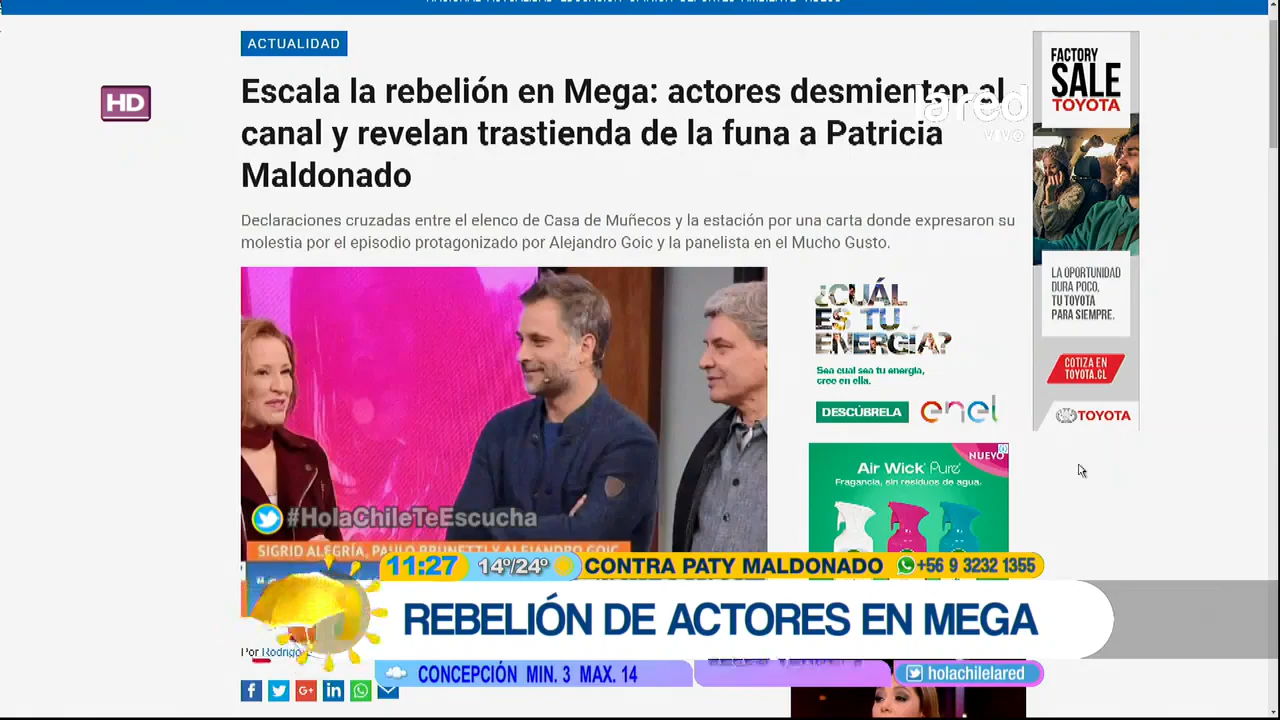 ACTUALIDAD
HD
Escala la rebelión en Mega: actores desmienten al
canal y revelan trastienda de la funa a Patricia
Maldonado
lared
vivo
Declaraciones cruzadas entre el elenco de Casa de Muñecos y la estación por una carta donde expresaron su
molestia por el episodio protagonizado por Alejandro Goic y la panelista en el Mucho Gusto.
FACTORY
SALE
TOYOTA
LA OPORTUNIDAD
DURA POCO,
TU TOYOTA
PARA SIEMPRE.
COTIZA EN
TOYOTA.CL
TOYOTA
¿CUÁL
ES TU
ENERGÍA?
Sea cual sea tu energía,
cree en ella.
DESCÚBRELA
enel
NUEVO
Air Wick Pure
Fragancia, sin residuos de agua.
#HolaChileTeEscucha
SIGRID ALEGRÍA, PAULO BRUNETTI Y ALEJANDRO GOIC
11:27 14º/24º CONTRA PATY MALDONADO +56 9 3232 1355
REBELIÓN DE ACTORES EN MEGA
Por Rodrigo
CONCEPCIÓN MIN. 3 MAX. 14
holachilelared